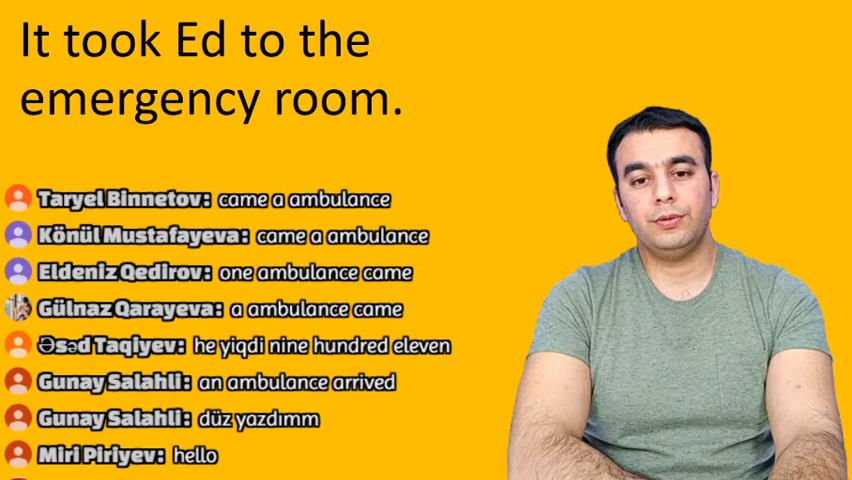 It took Ed to the
emergency room.
Taryel Binnetov: came a ambulance
Könül Mustafayeva: came a ambulance
Eldeniz Qedirov: one ambulance came
Gülnaz Qarayeva: a ambulance came
Əsəd Taqiyev: he yiqdi nine hundred eleven
Gunay Salahli: an ambulance arrived
Gunay Salahli: düz yazdımm
Miri Piriyev: hello